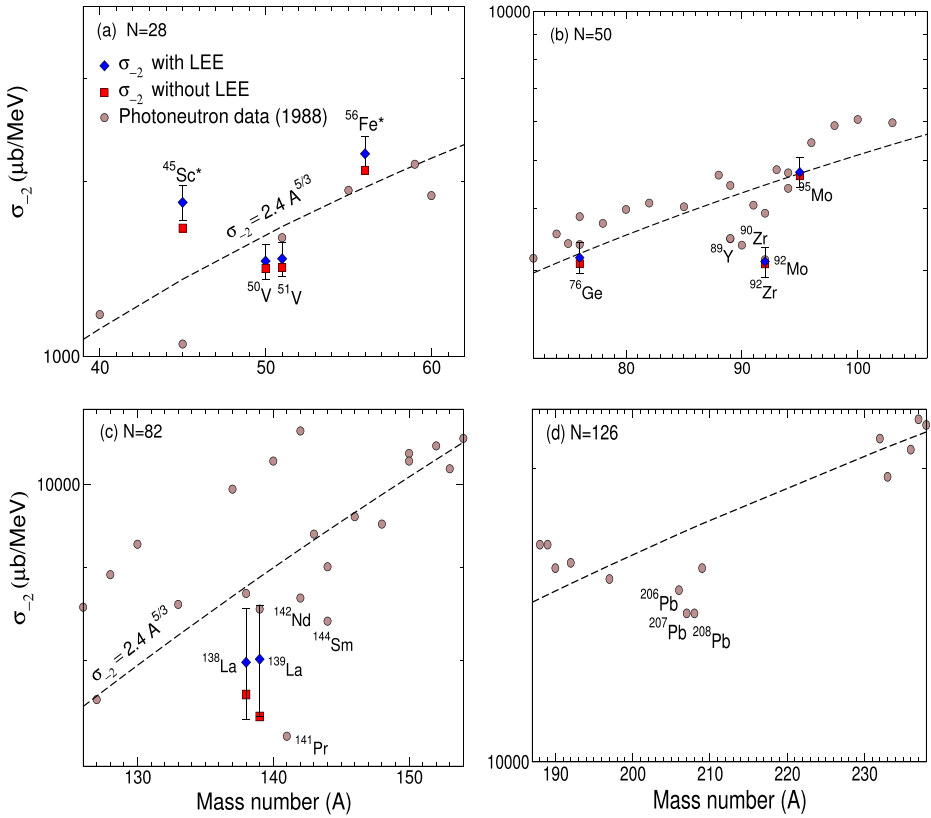 (a) N=28
σ₋₂ with LEE
σ₋₂ without LEE
Photoneutron data (1988)
⁴⁵Sc*
⁵⁶Fe*
σ₋₂ = 2.4 A⁵/³
⁵⁰V
⁵¹V
σ₋₂ (μb/MeV)
1000
40
50
60
10000
(b) N=50
⁷⁶Ge
⁸⁹Y
⁹⁰Zr
⁹²Mo
⁹²Zr
⁹⁵Mo
80
90
100
(c) N=82
σ₋₂ (μb/MeV)
10000
σ₋₂ = 2.4 A⁵/³
¹³⁸La
¹³⁹La
¹⁴²Nd
¹⁴⁴Sm
¹⁴¹Pr
130
140
150
Mass number (A)
(d) N=126
²⁰⁶Pb
²⁰⁷Pb
²⁰⁸Pb
10000
190
200
210
220
230
Mass number (A)